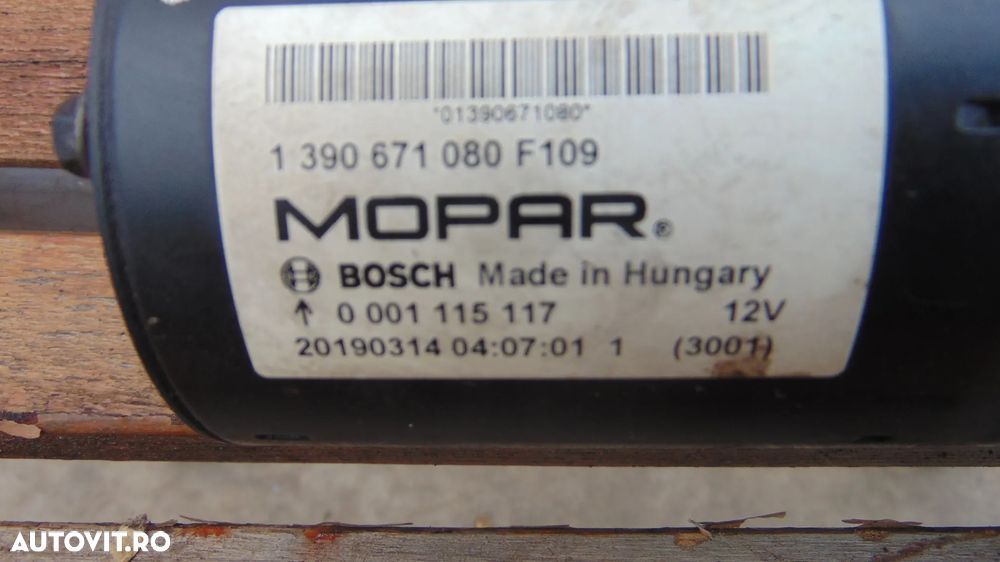 *01390671080*
1 390 671 080 F109
MOPAR®
BOSCH Made in Hungary
↑ 0 001 115 117 12V
20190314 04:07:01 1 (3001)
AUTOVIT.RO